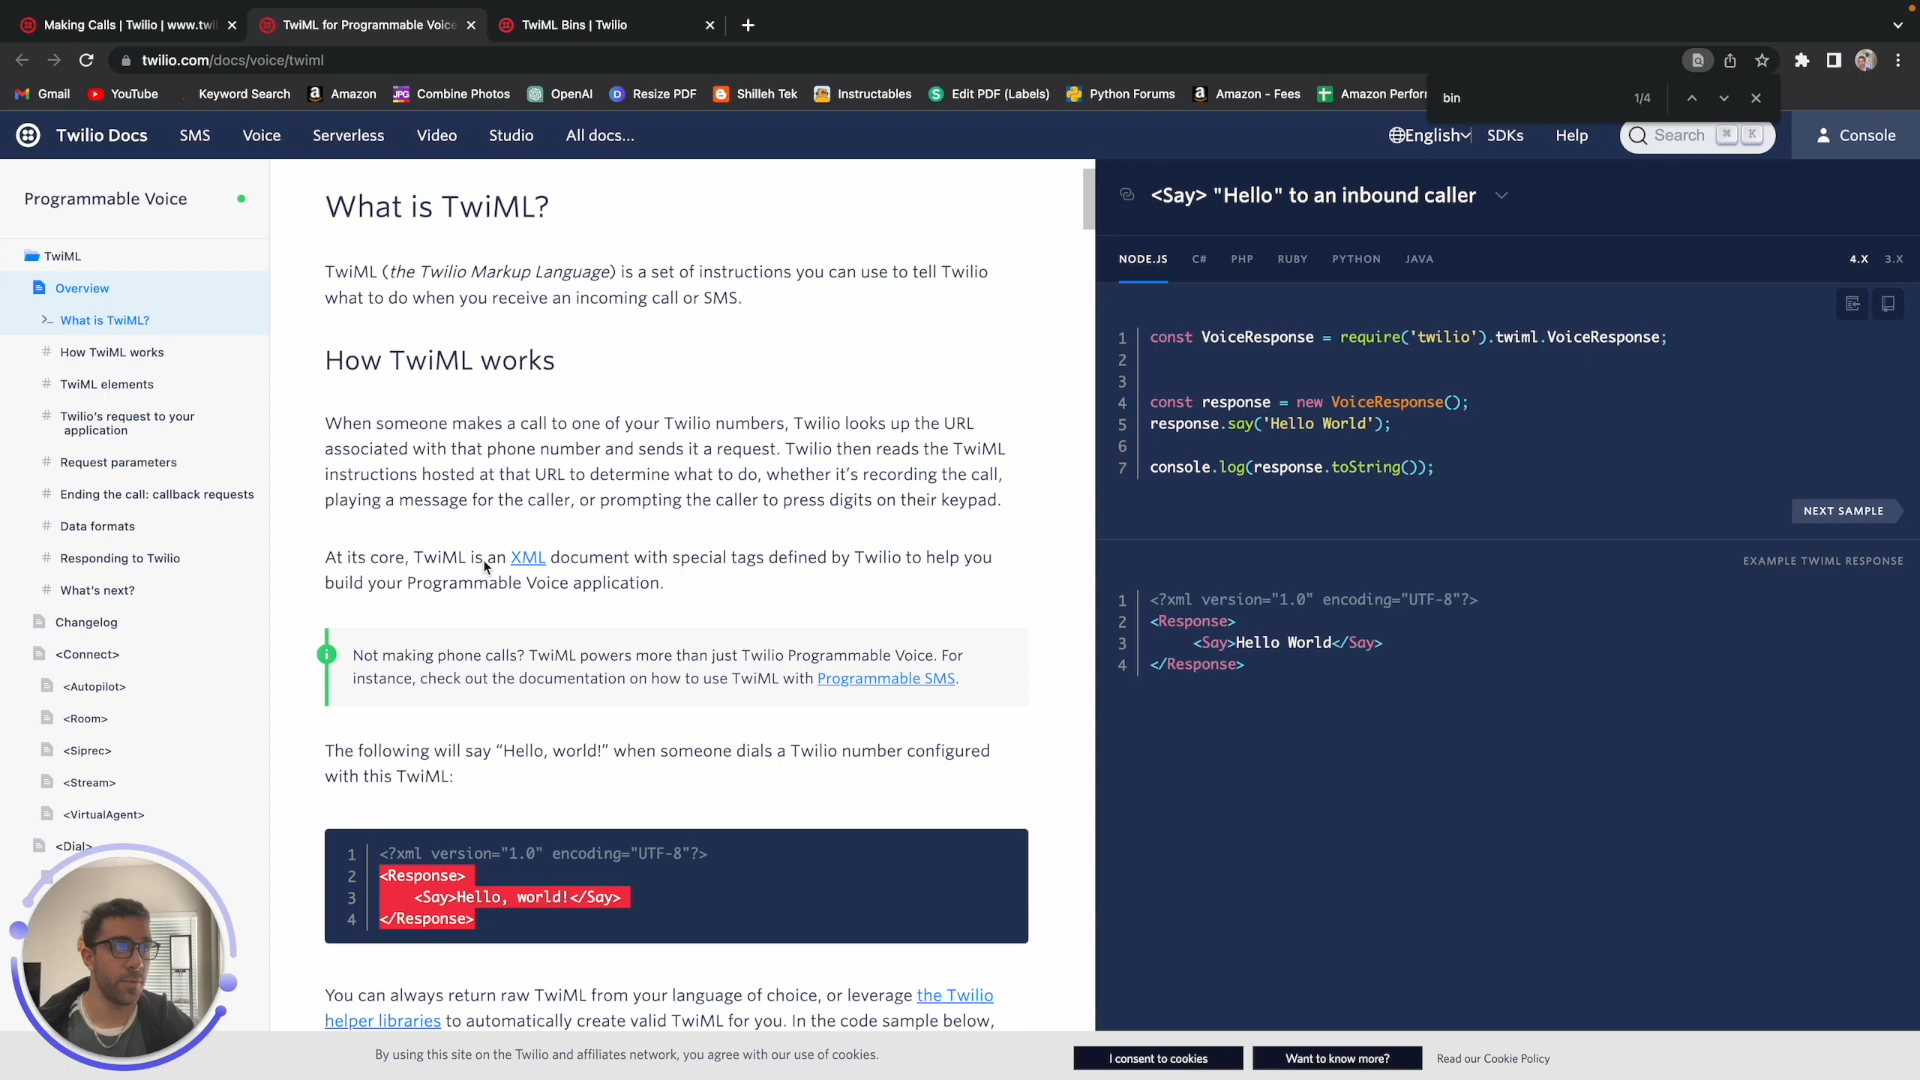 Making Calls | Twilio | www.twi
TwiML for Programmable Voice
TwiML Bins | Twilio
twilio.com/docs/voice/twiml
Gmail
YouTube
Keyword Search
Amazon
Combine Photos
OpenAI
Resize PDF
Shilleh Tek
Instructables
Edit PDF (Labels)
Python Forums
Amazon - Fees
Amazon Perforn
bin
1/4
Twilio Docs
SMS
Voice
Serverless
Video
Studio
All docs...
English
SDKs
Help
Search ⌘ K
Console
Programmable Voice
TwiML
Overview
What is TwiML?
How TwiML works
TwiML elements
Twilio's request to your
application
Request parameters
Ending the call: callback requests
Data formats
Responding to Twilio
What's next?
Changelog
<Connect>
<Autopilot>
<Room>
<Siprec>
<Stream>
<VirtualAgent>
<Dial>
What is TwiML?
TwiML (the Twilio Markup Language) is a set of instructions you can use to tell Twilio
what to do when you receive an incoming call or SMS.
How TwiML works
When someone makes a call to one of your Twilio numbers, Twilio looks up the URL
associated with that phone number and sends it a request. Twilio then reads the TwiML
instructions hosted at that URL to determine what to do, whether it's recording the call,
playing a message for the caller, or prompting the caller to press digits on their keypad.
At its core, TwiML is an XML document with special tags defined by Twilio to help you
build your Programmable Voice application.
Not making phone calls? TwiML powers more than just Twilio Programmable Voice. For
instance, check out the documentation on how to use TwiML with Programmable SMS.
The following will say “Hello, world!” when someone dials a Twilio number configured
with this TwiML:
1 <?xml version="1.0" encoding="UTF-8"?>
2 <Response>
3 <Say>Hello, world!</Say>
4 </Response>
You can always return raw TwiML from your language of choice, or leverage the Twilio
helper libraries to automatically create valid TwiML for you. In the code sample below,
<Say> "Hello" to an inbound caller
NODE.JS
C#
PHP
RUBY
PYTHON
JAVA
4.X
3.X
1 const VoiceResponse = require('twilio').twiml.VoiceResponse;
2
3
4 const response = new VoiceResponse();
5 response.say('Hello World');
6
7 console.log(response.toString());
NEXT SAMPLE
EXAMPLE TWIML RESPONSE
1 <?xml version="1.0" encoding="UTF-8"?>
2 <Response>
3 <Say>Hello World</Say>
4 </Response>
By using this site on the Twilio and affiliates network, you agree with our use of cookies.
I consent to cookies
Want to know more?
Read our Cookie Policy